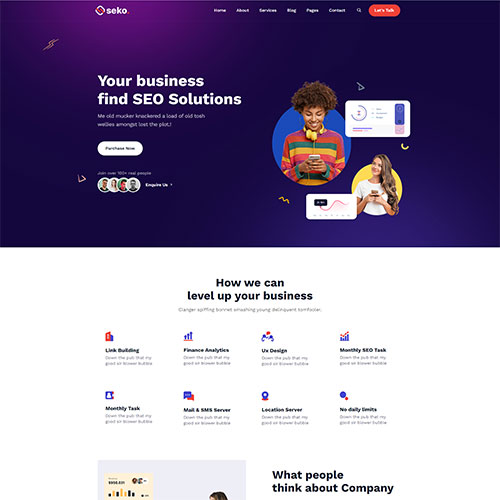 seko.
Home About Services Blog Pages Contact Let's Talk
Your business
find SEO Solutions
Me old mucker knackered a load of old tosh
wellies amongst lost the plot!
Purchase Now
Join over 100+ real people
Enquire Us
How we can
level up your business
Clanger spiffing bonnet smashing young delinquent tomfooler.
Link Building
Down the pub that my
good sir blower bubble
Finance Analytics
Down the pub that my
good sir blower bubble
Ux Design
Down the pub that my
good sir blower bubble
Monthly SEO Task
Down the pub that my
good sir blower bubble
Monthly Task
Down the pub that my
good sir blower bubble
Mail & SMS Server
Down the pub that my
good sir blower bubble
Location Server
Down the pub that my
good sir blower bubble
No daily limits
Down the pub that my
good sir blower bubble
What people
think about Company